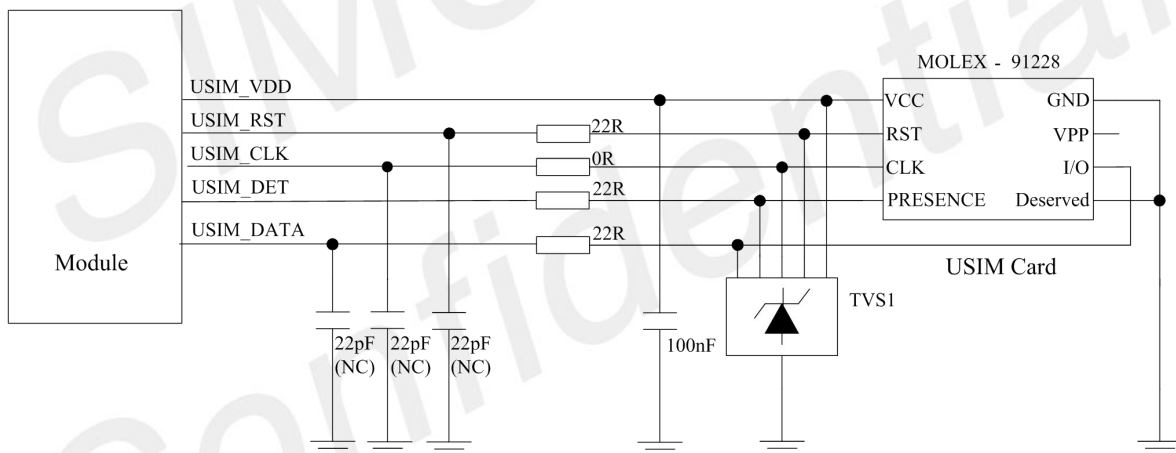 MOLEX - 91228
USIM_VDD
VCC
GND
USIM_RST
22R
RST
VPP
USIM_CLK
0R
CLK
I/O
USIM_DET
22R
PRESENCE
Deserved
USIM_DATA
22R
Module
USIM Card
TVS1
22pF
(NC)
22pF
(NC)
22pF
(NC)
100nF
Confidential